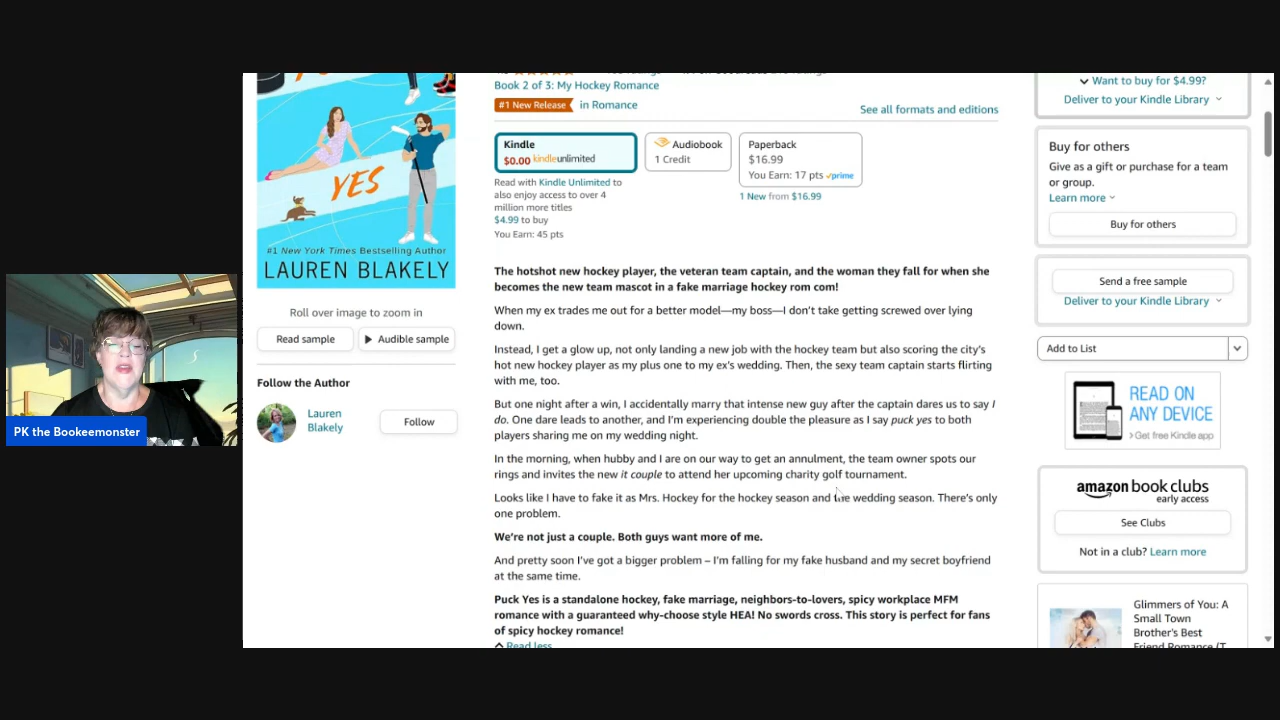 Book 2 of 3: My Hockey Romance
#1 New Release in Romance
See all formats and editions
Kindle
$0.00 kindleunlimited
Read with Kindle Unlimited to
also enjoy access to over 4
million more titles
$4.99 to buy
You Earn: 45 pts
Audiobook
1 Credit
Paperback
$16.99
You Earn: 17 pts prime
1 New from $16.99
YES
#1 New York Times Bestselling Author
LAUREN BLAKELY
Roll over image to zoom in
Read sample
Audible sample
Follow the Author
Lauren
Blakely
Follow
PK the Bookeemonster
The hotshot new hockey player, the veteran team captain, and the woman they fall for when she
becomes the new team mascot in a fake marriage hockey rom com!
When my ex trades me out for a better model—my boss—I don't take getting screwed over lying
down.
Instead, I get a glow up, not only landing a new job with the hockey team but also scoring the city's
hot new hockey player as my plus one to my ex's wedding. Then, the sexy team captain starts flirting
with me, too.
But one night after a win, I accidentally marry that intense new guy after the captain dares us to say I
do. One dare leads to another, and I'm experiencing double the pleasure as I say puck yes to both
players sharing me on my wedding night.
In the morning, when hubby and I are on our way to get an annulment, the team owner spots our
rings and invites the new it couple to attend her upcoming charity golf tournament.
Looks like I have to fake it as Mrs. Hockey for the hockey season and the wedding season. There's only
one problem.
We're not just a couple. Both guys want more of me.
And pretty soon I've got a bigger problem – I'm falling for my fake husband and my secret boyfriend
at the same time.
Puck Yes is a standalone hockey, fake marriage, neighbors-to-lovers, spicy workplace MFM
romance with a guaranteed why-choose style HEA! No swords cross. This story is perfect for fans
of spicy hockey romance!
Read less
Want to buy for $4.99?
Deliver to your Kindle Library
Buy for others
Give as a gift or purchase for a team
or group.
Learn more
Buy for others
Send a free sample
Deliver to your Kindle Library
Add to List
READ ON
ANY DEVICE
Get free Kindle app
amazon book clubs
early access
See Clubs
Not in a club? Learn more
Glimmers of You: A
Small Town
Brother's Best
Friend Romance (T